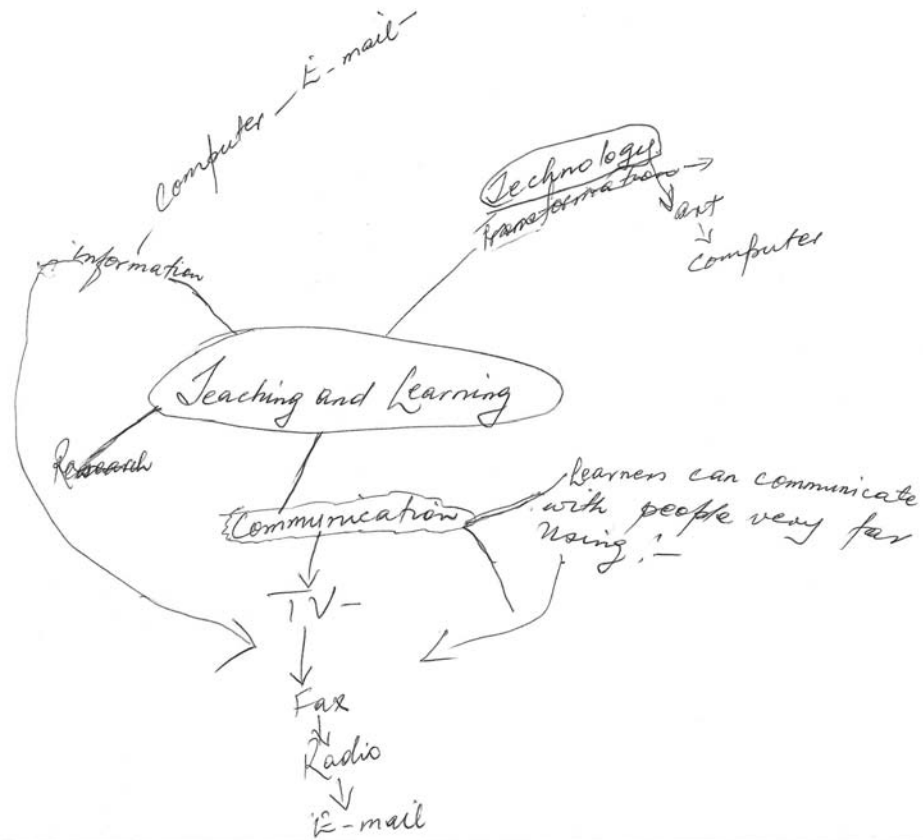 Computer - E-mail-
Technology
Transformation →
art
Computer
Information
Teaching and Learning
Research
Communication
Learners can communicate
with people very far
Using :-
TV-
Fax
Radio
E-mail